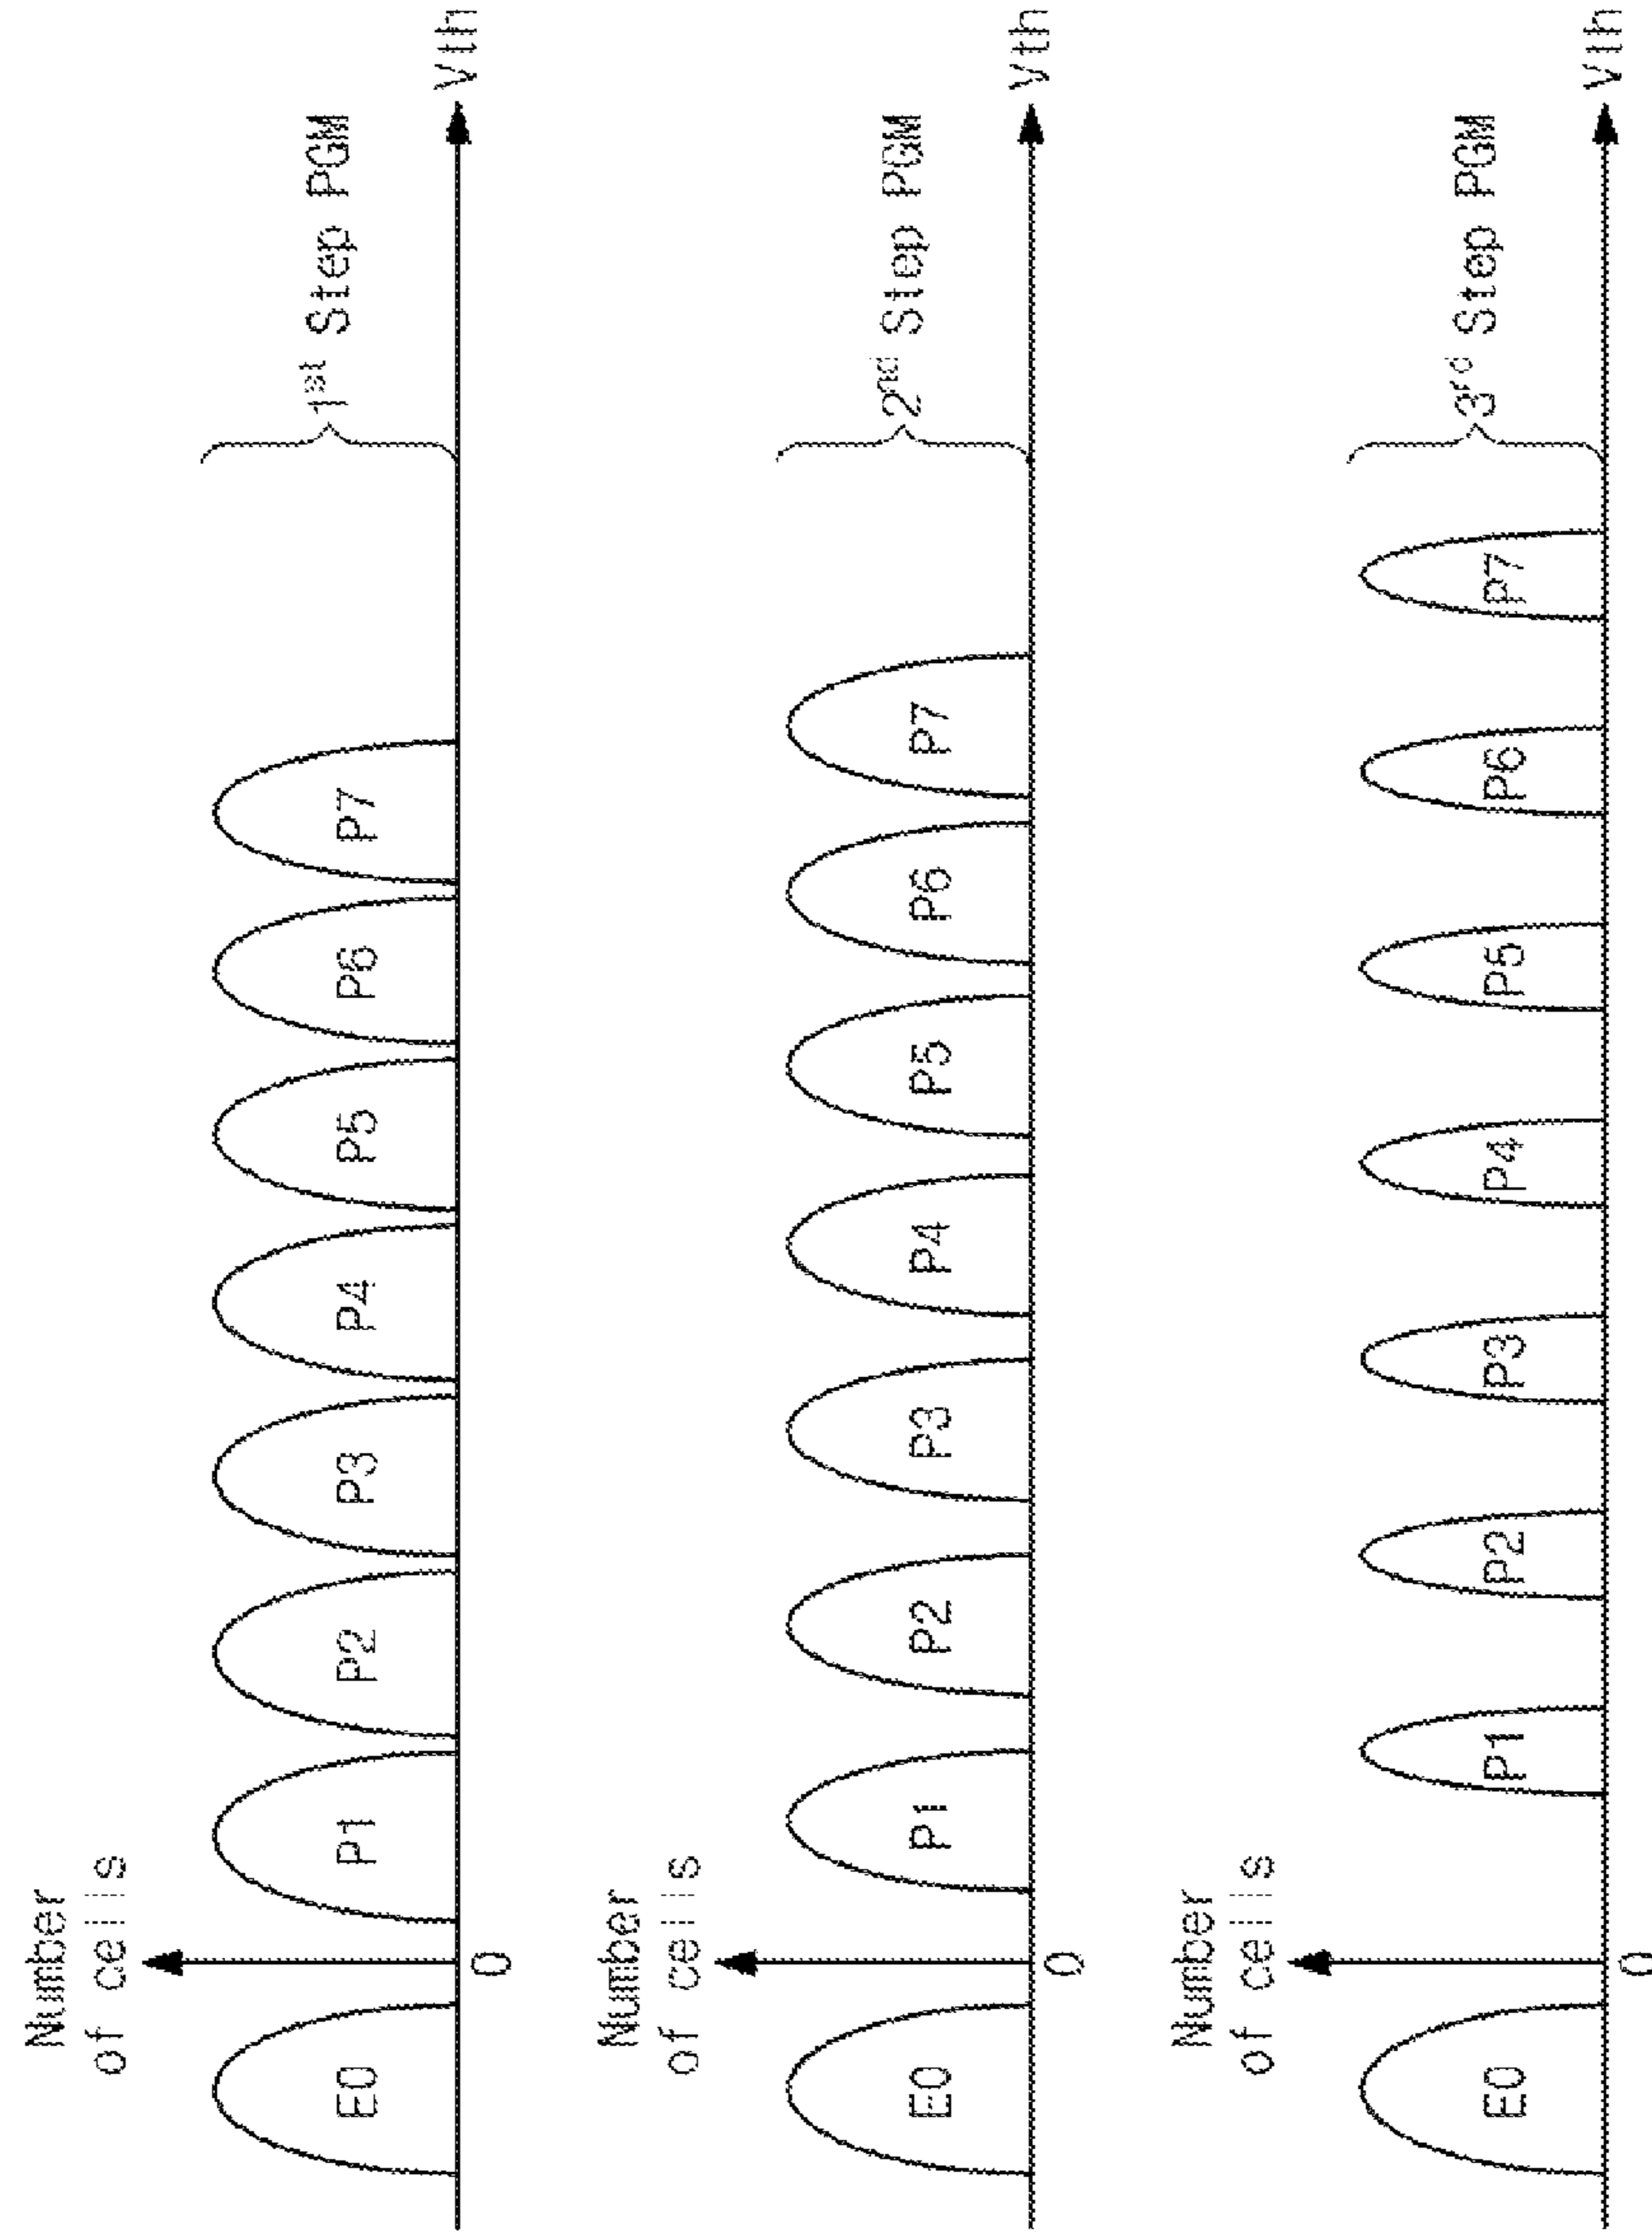 Number
of cells
E0 P1 P2 P3 P4 P5 P6 P7
1st Step PGM
0
Vth
Number
of cells
E0 P1 P2 P3 P4 P5 P6 P7
2nd Step PGM
0
Vth
Number
of cells
E0 P1 P2 P3 P4 P5 P6 P7
3rd Step PGM
0
Vth